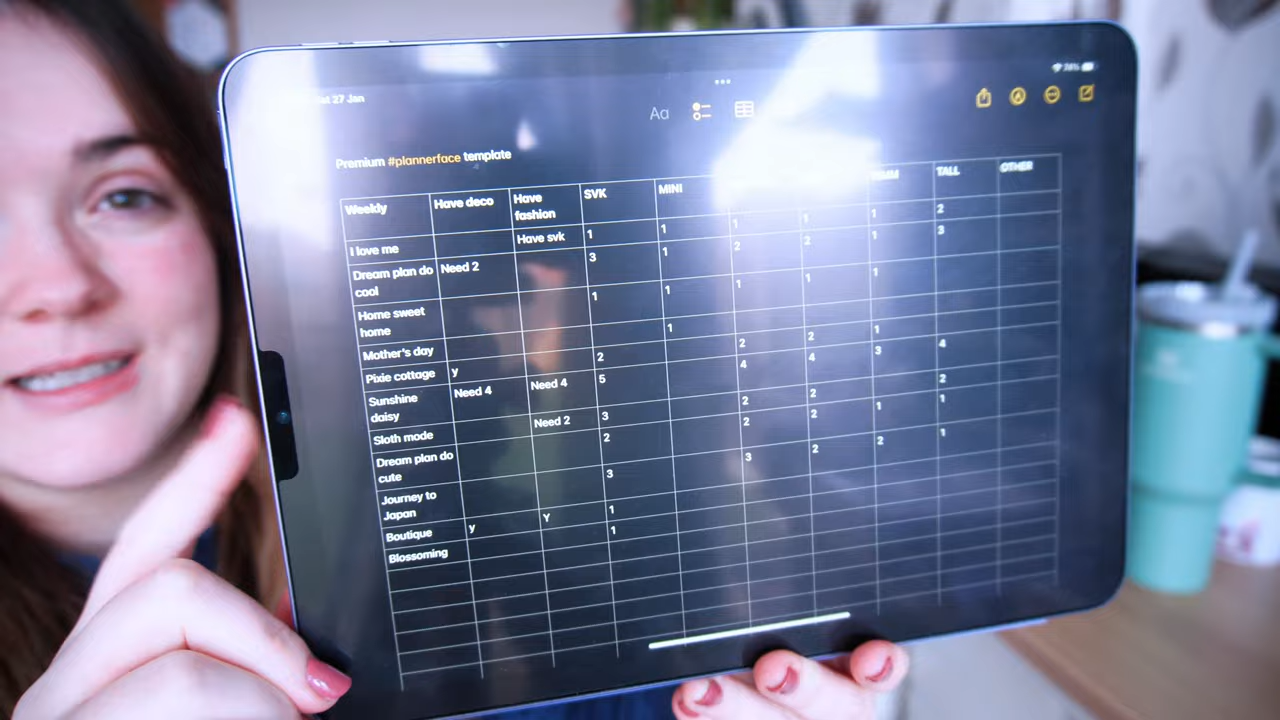 Sat 27 Jan
Aa
Premium #plannerface template
Weekly Have deco Have fashion SVK MINI TALL OTHER
I love me Have svk 1 1 1 1 1 2
Dream plan do cool Need 2 3 1 2 2 1 3
Home sweet home 1 1 1 1 1
Mother's day 1
Pixie cottage y 2 2 2 1
Sunshine daisy Need 4 Need 4 5 4 4 3 4
Sloth mode Need 2 3 2 2 2
Dream plan do cute 2 2 2 1 1
Journey to Japan 3 3 2 2 1
Boutique y Y 1
Blossoming 1